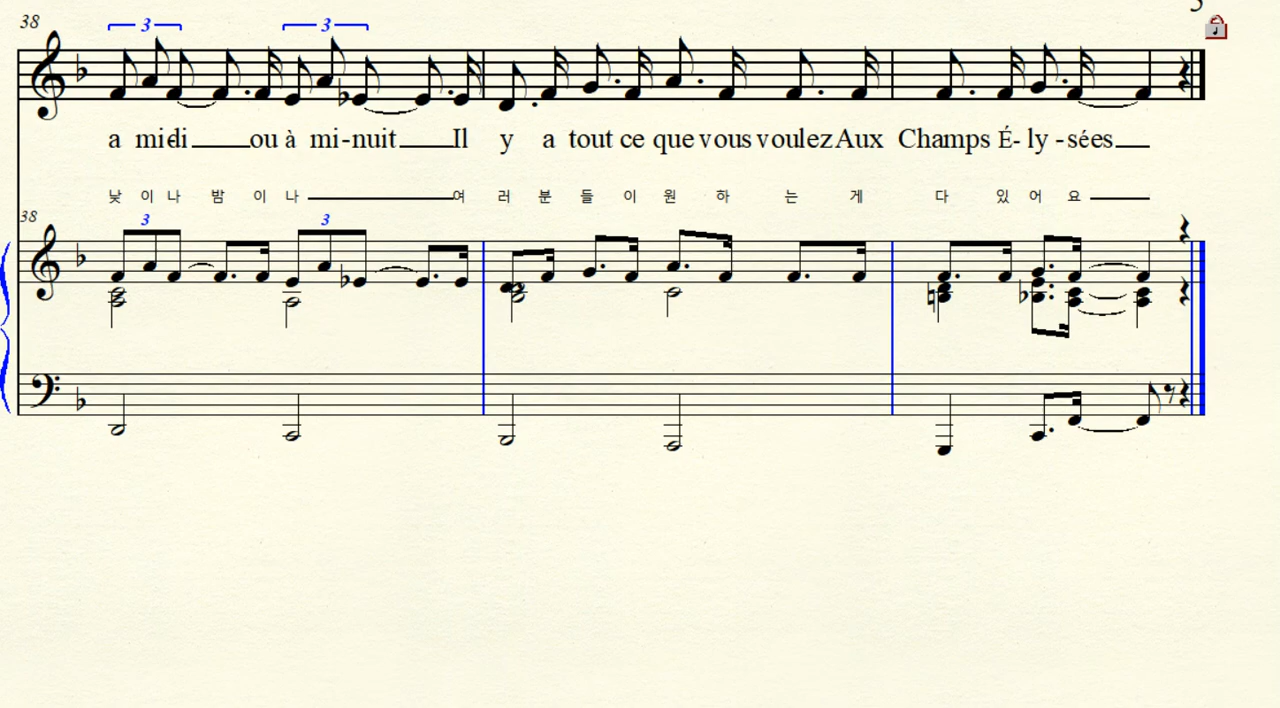 38
3 3
a mi-di ou à mi-nuit Il y a tout ce que vous voulez Aux Champs É-ly-sées
낮 이 나 밤 이 나 여 러 분 들 이 원 하 는 게 다 있 어 요
38
3 3